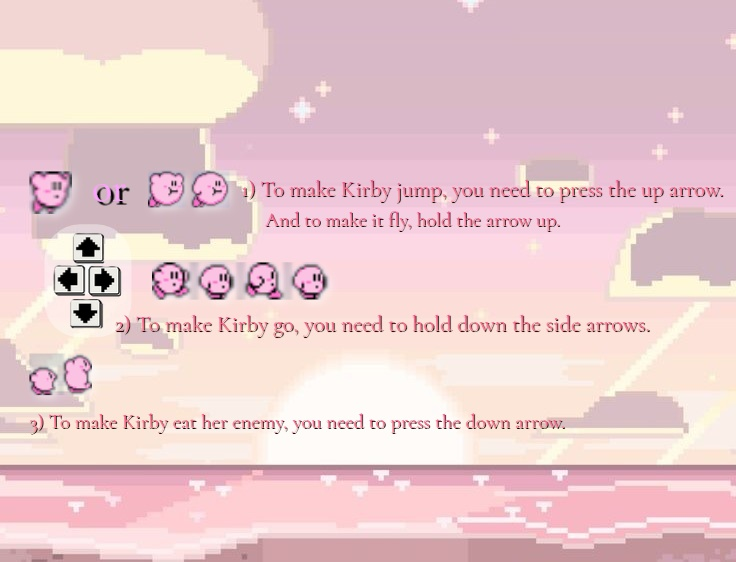 or
1) To make Kirby jump, you need to press the up arrow.
And to make it fly, hold the arrow up.
2) To make Kirby go, you need to hold down the side arrows.
3) To make Kirby eat her enemy, you need to press the down arrow.